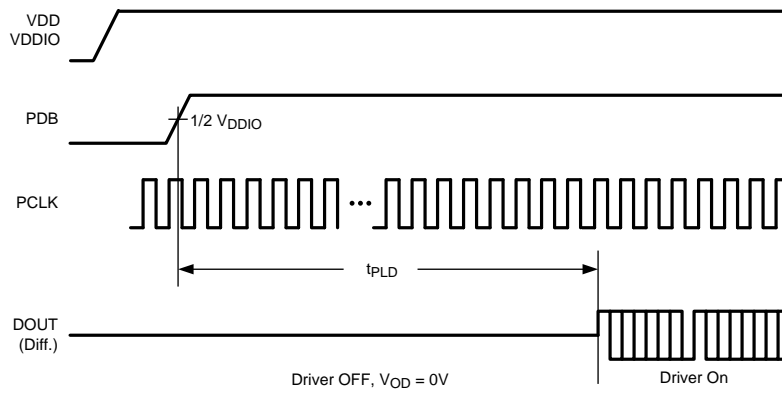 VDD
VDDIO
PDB
1/2 VDDIO
PCLK
•••
tPLD
DOUT
(Diff.)
Driver OFF, VOD = 0V
Driver On